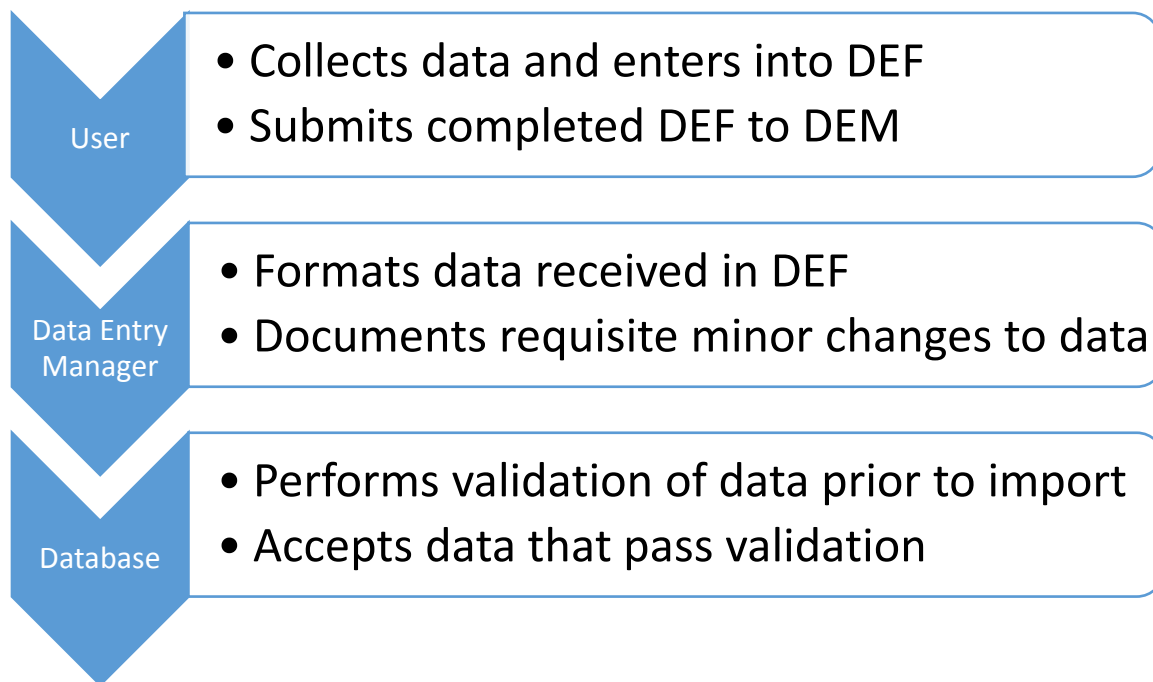 User
• Collects data and enters into DEF
• Submits completed DEF to DEM
Data Entry
Manager
• Formats data received in DEF
• Documents requisite minor changes to data
Database
• Performs validation of data prior to import
• Accepts data that pass validation